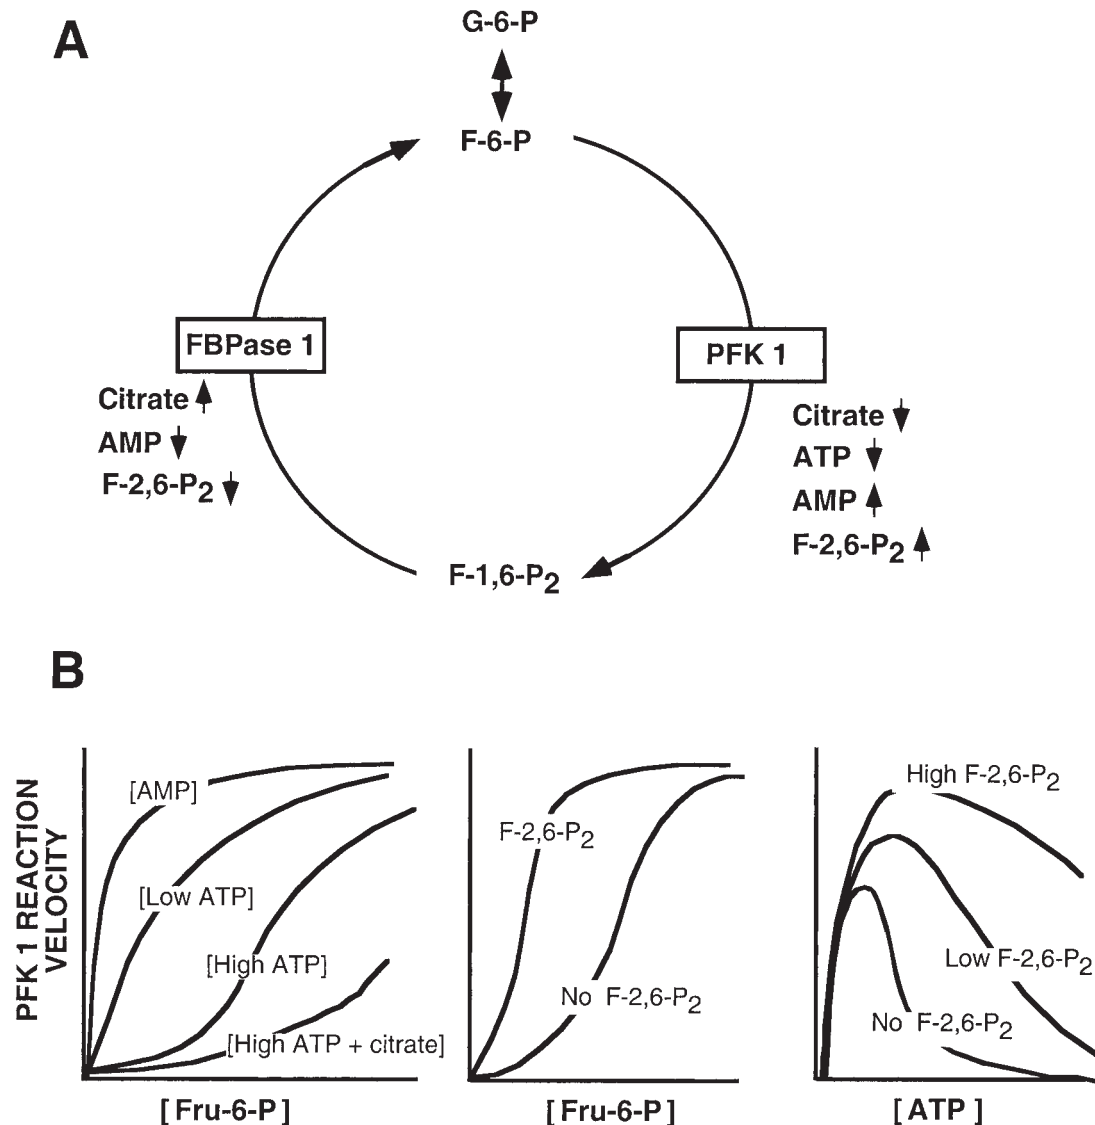 A
G-6-P
F-6-P
FBPase 1
Citrate
AMP
F-2,6-P2
PFK 1
Citrate
ATP
AMP
F-2,6-P2
F-1,6-P2
B
PFK 1 REACTION
VELOCITY
[AMP]
[Low ATP]
[High ATP]
[High ATP + citrate]
[Fru-6-P]
F-2,6-P2
No F-2,6-P2
[Fru-6-P]
High F-2,6-P2
Low F-2,6-P2
No F-2,6-P2
[ATP]